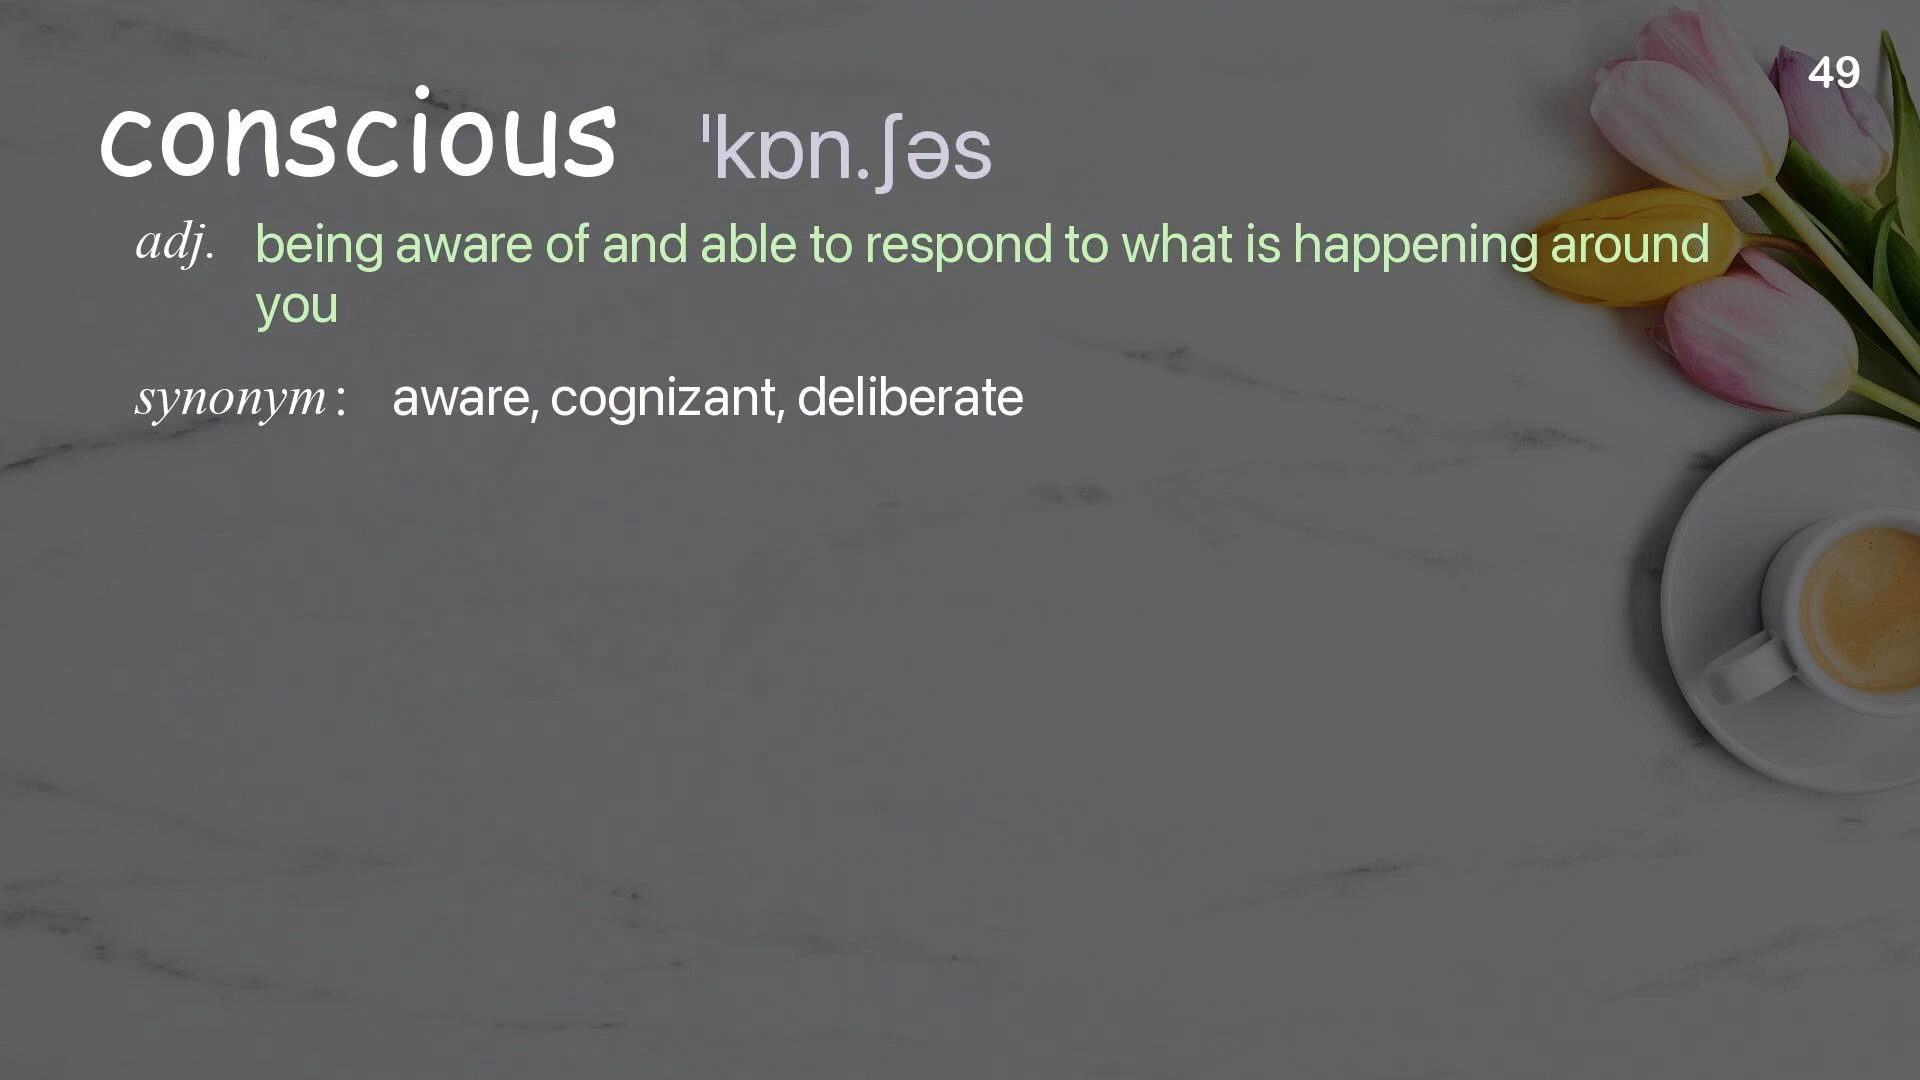 49
conscious ˈkɒn.ʃəs
adj. being aware of and able to respond to what is happening around
you
synonym : aware, cognizant, deliberate